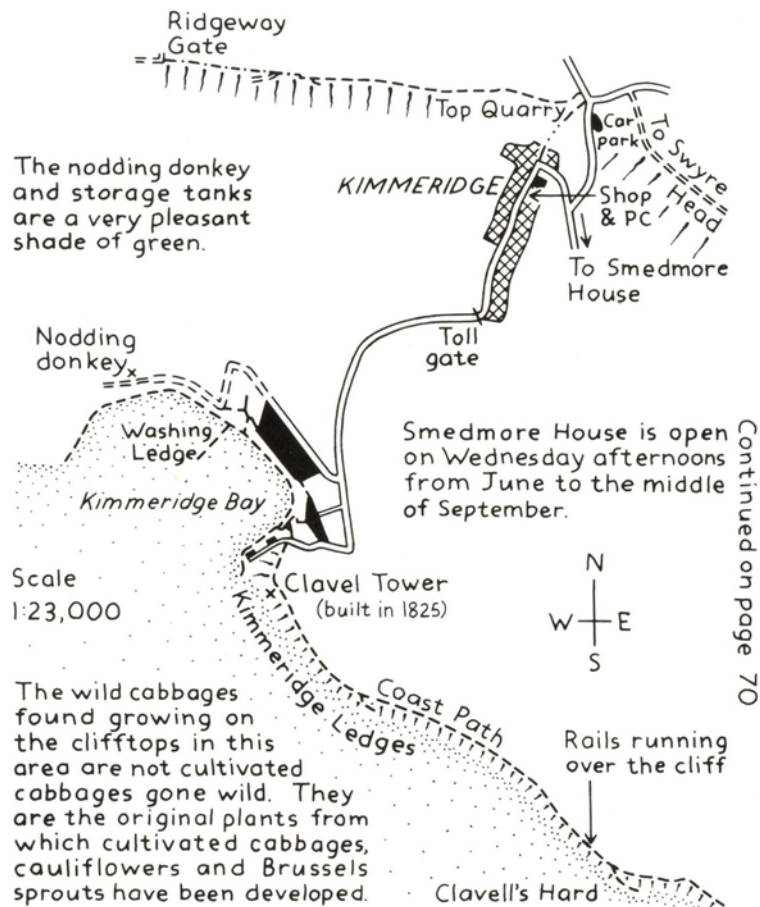 Ridgeway
Gate
Top Quarry
Car
park
To Swyre
Head
The nodding donkey
and storage tanks
are a very pleasant
shade of green.
KIMMERIDGE
Shop
& PC
To Smedmore
House
Toll
gate
Nodding
donkey
Washing
Ledge
Kimmeridge Bay
Smedmore House is open
on Wednesday afternoons
from June to the middle
of September.
Continued on page 70
Scale
1:23,000
Clavel Tower
(built in 1825)
N
W E
S
Kimmeridge Ledges
Coast Path
The wild cabbages
found growing on
the clifftops in this
area are not cultivated
cabbages gone wild. They
are the original plants from
which cultivated cabbages,
cauliflowers and Brussels
sprouts have been developed.
Rails running
over the cliff
Clavell's Hard